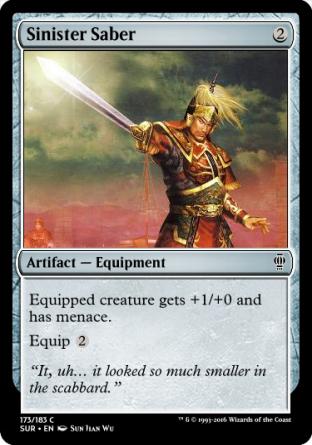 Sinister Saber 2
Artifact — Equipment
Equipped creature gets +1/+0 and
has menace.
Equip 2
"It, uh... it looked so much smaller in
the scabbard."
173/183 C
SUR • EN Sun Jian Wu
™ & © 1993-2016 Wizards of the Coast